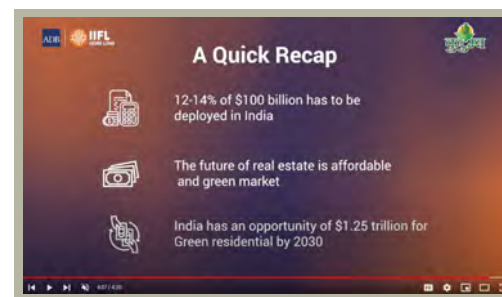 ADB
IIFL
HOME LOAN
A Quick Recap
12-14% of $100 billion has to be
deployed in India
The future of real estate is affordable
and green market
India has an opportunity of $1.25 trillion for
Green residential by 2030